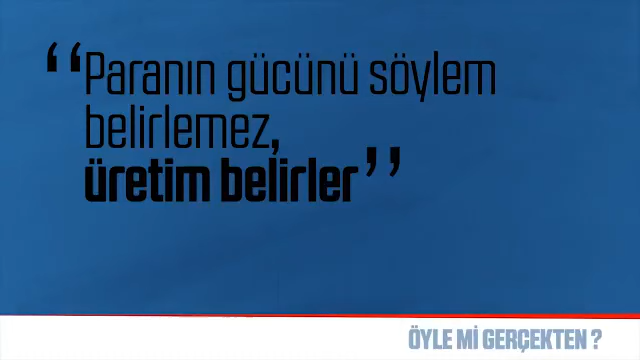 “Paranın gücünü söylem
belirlemez,
üretim belirler”
ÖYLE Mİ GERÇEKTEN ?